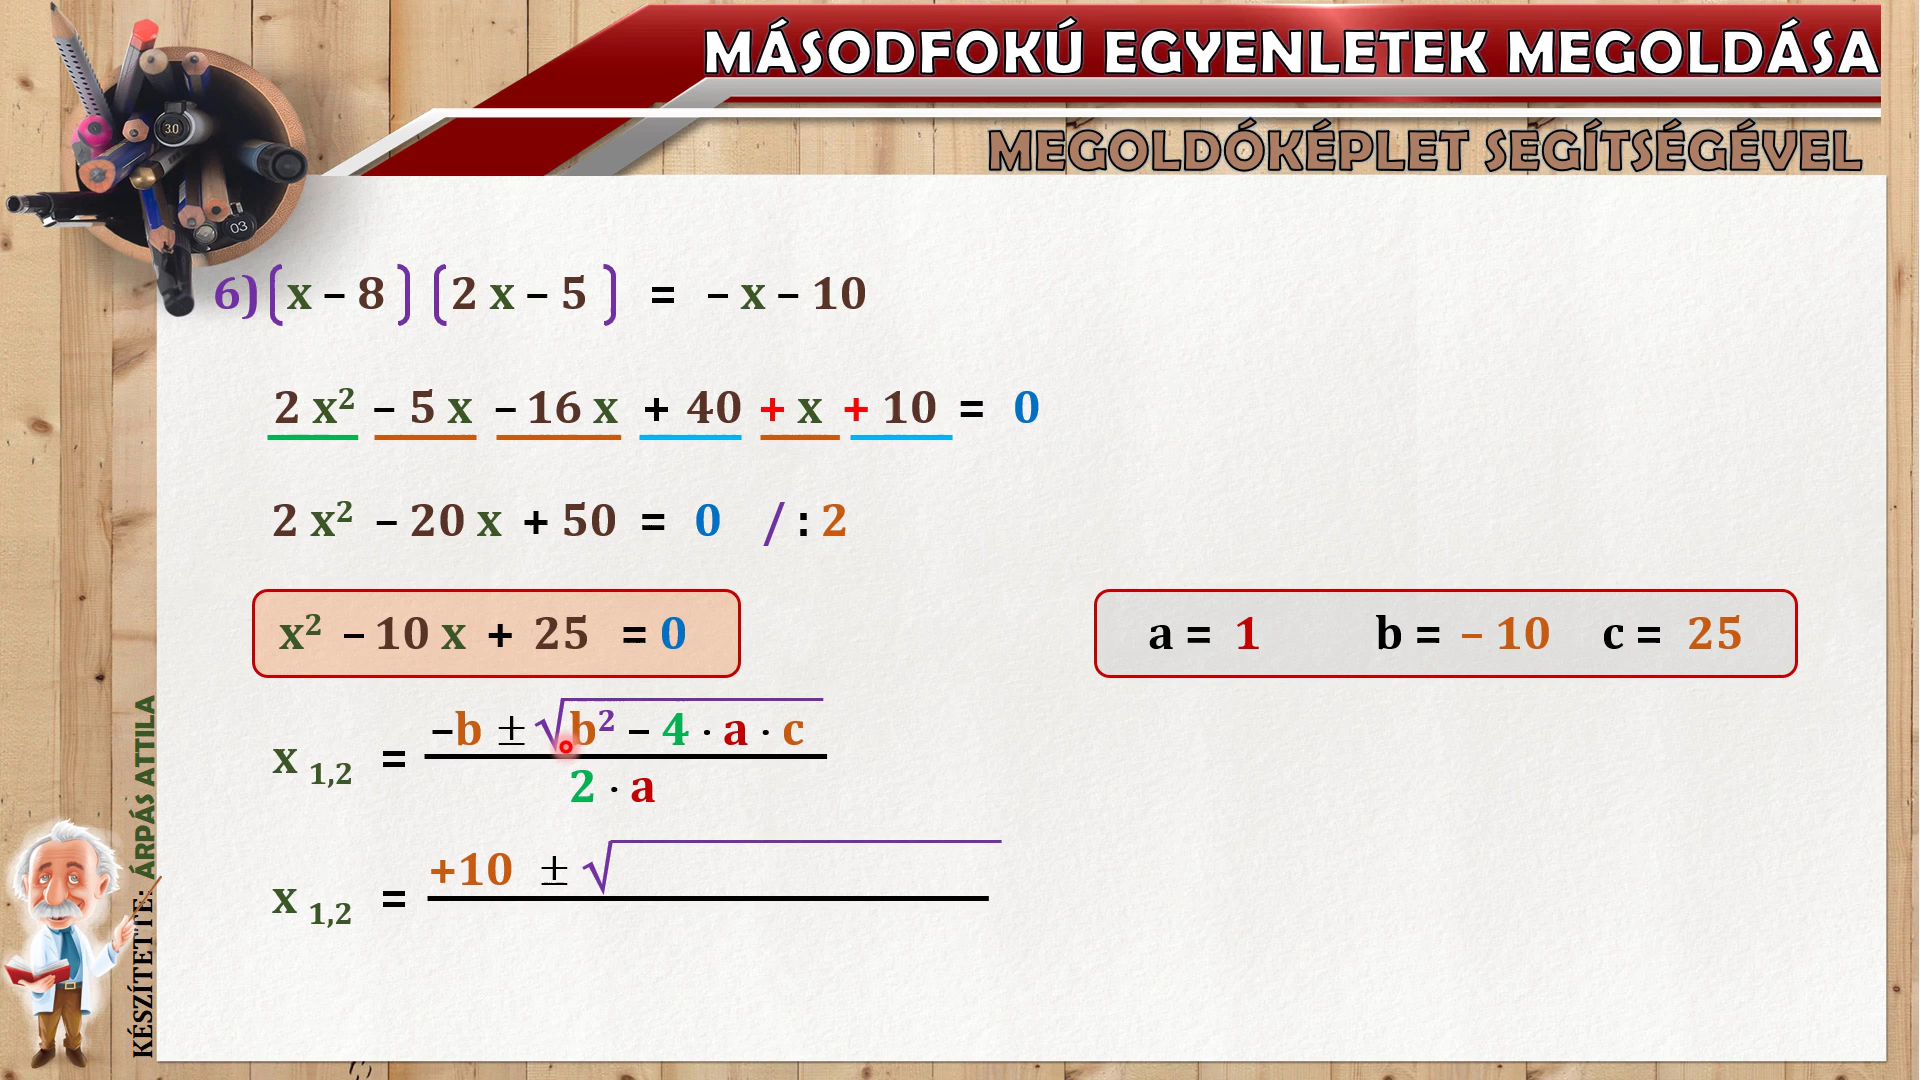 MÁSODFOKÚ EGYENLETEK MEGOLDÁSA
MEGOLDÓKÉPLET SEGÍTSÉGÉVEL
6) (x – 8) (2 x – 5) = – x – 10
2 x² – 5 x – 16 x + 40 + x + 10 = 0
2 x² – 20 x + 50 = 0 / : 2
x² – 10 x + 25 = 0
a = 1 b = – 10 c = 25
x 1,2 = –b ± √ b² – 4 · a · c
2 · a
x 1,2 = +10 ± √
KÉSZÍTETTE: ÁRPÁS ATTILA
3.0
03